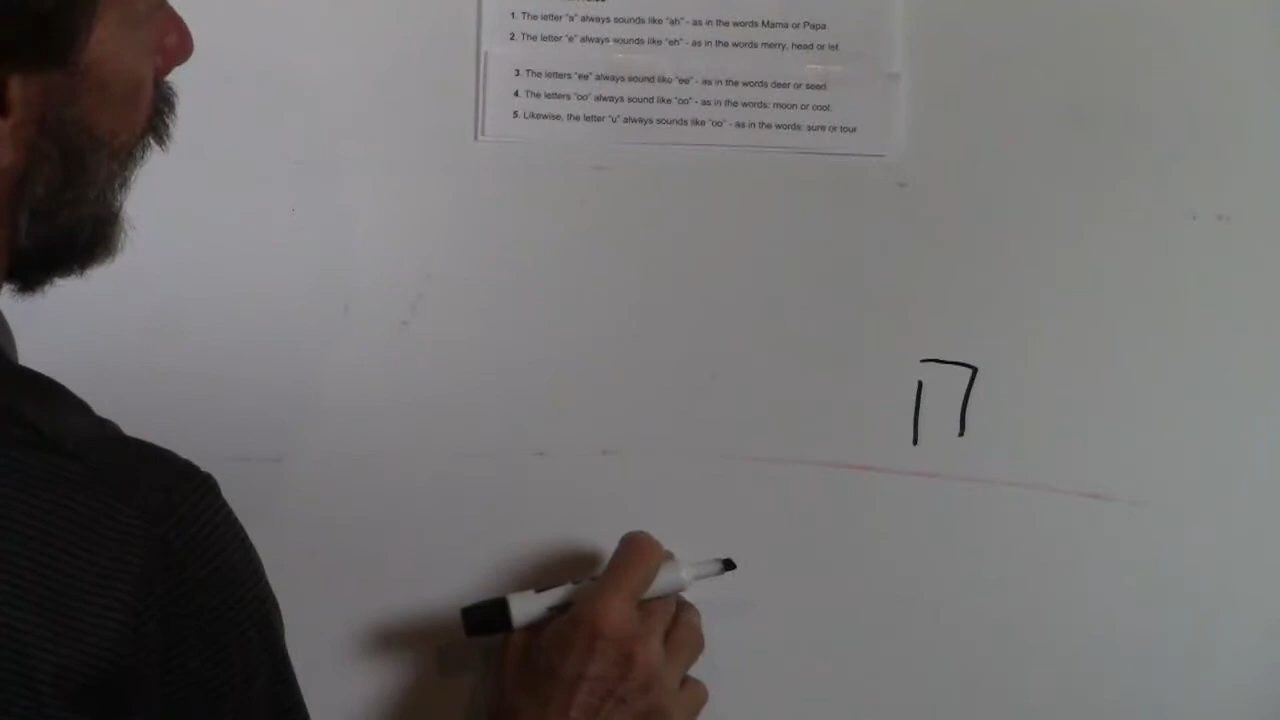 1. The letter "a" always sounds like "ah" - as in the words Mama or Papa.
2. The letter "e" always sounds like "eh" - as in the words merry, head or let.
3. The letters "ee" always sound like "ee" - as in the words deer or seed.
4. The letters "oo" always sound like "oo" - as in the words: moon or cool.
5. Likewise, the letter "u" always sounds like "oo" - as in the words: sure or tour
ה